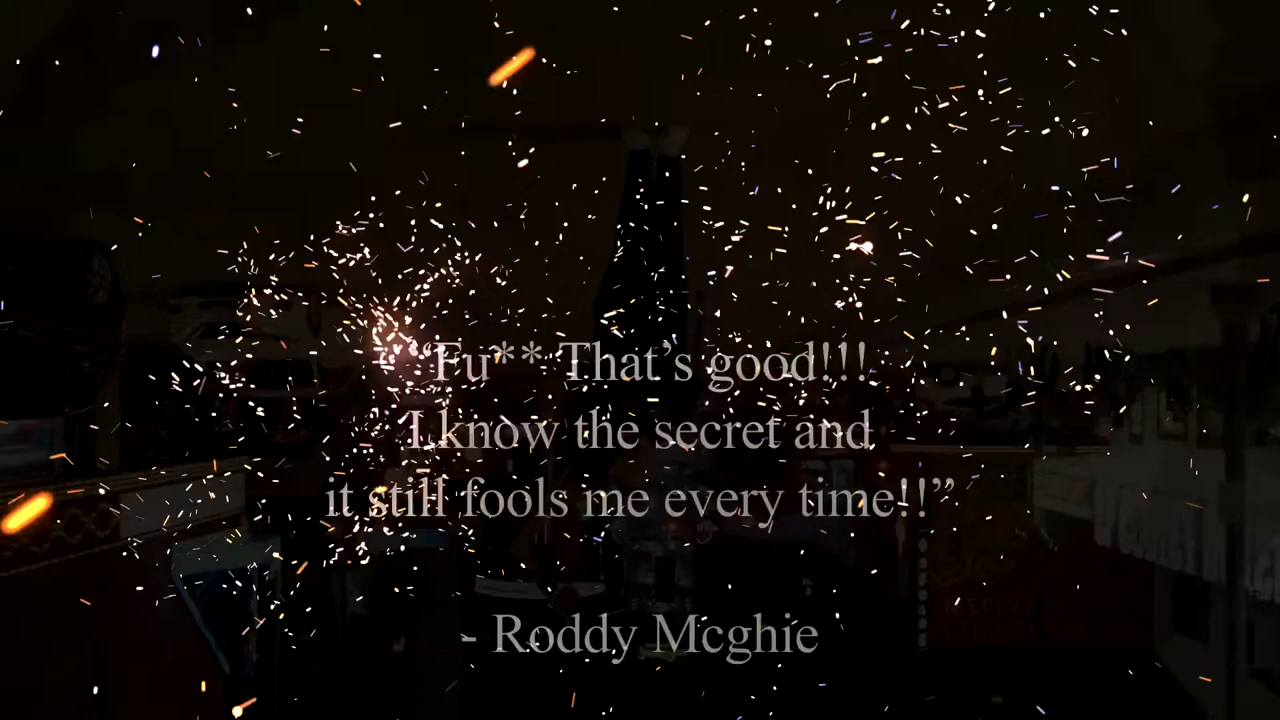 “Fu** That’s good!!!
I know the secret and
it still fools me every time!!”
- Roddy Mcghie